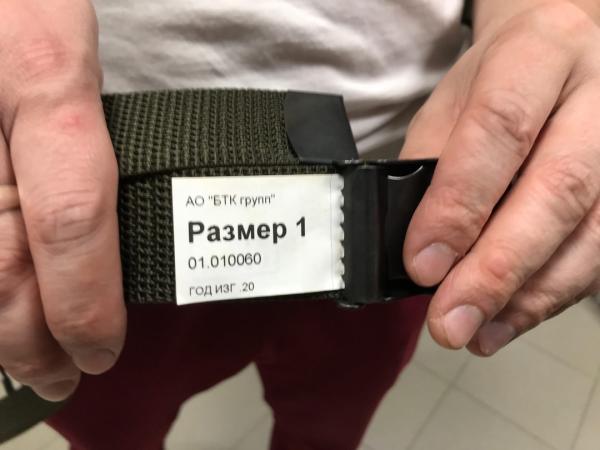 АО "БТК групп"
Размер 1
01.010060
ГОД ИЗГ .20